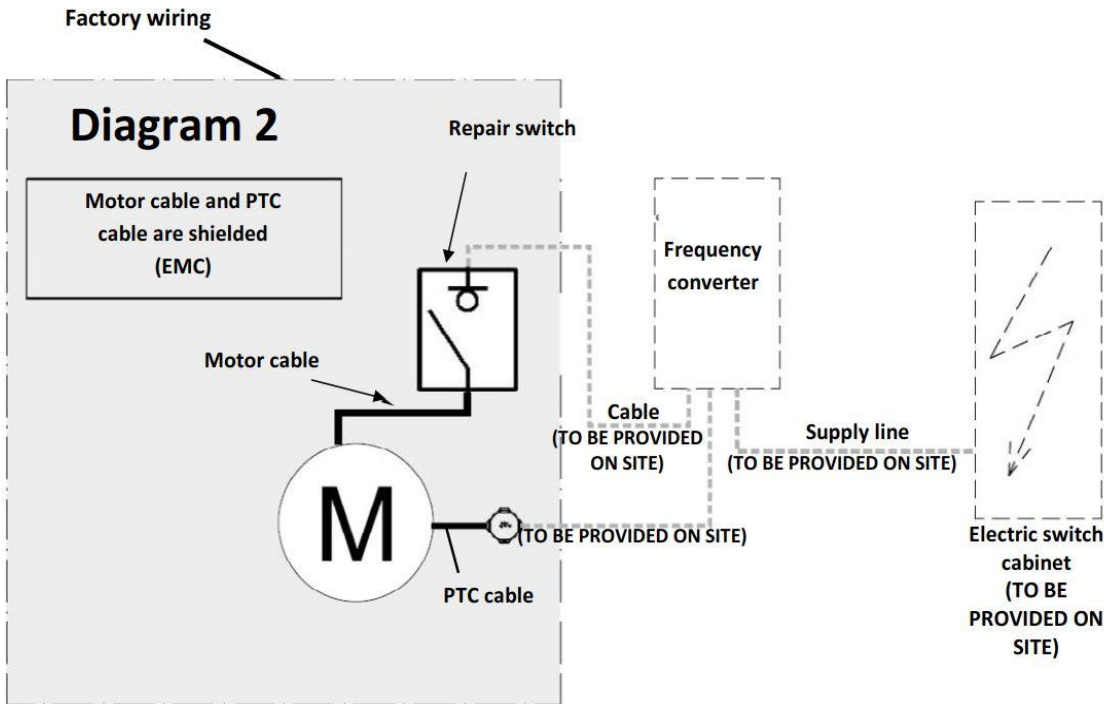 Factory wiring
Diagram 2
Repair switch
Motor cable and PTC
cable are shielded
(EMC)
Frequency
converter
Motor cable
Cable
(TO BE PROVIDED
ON SITE)
Supply line
(TO BE PROVIDED ON SITE)
M
(TO BE PROVIDED ON SITE)
PTC cable
Electric switch
cabinet
(TO BE
PROVIDED ON
SITE)